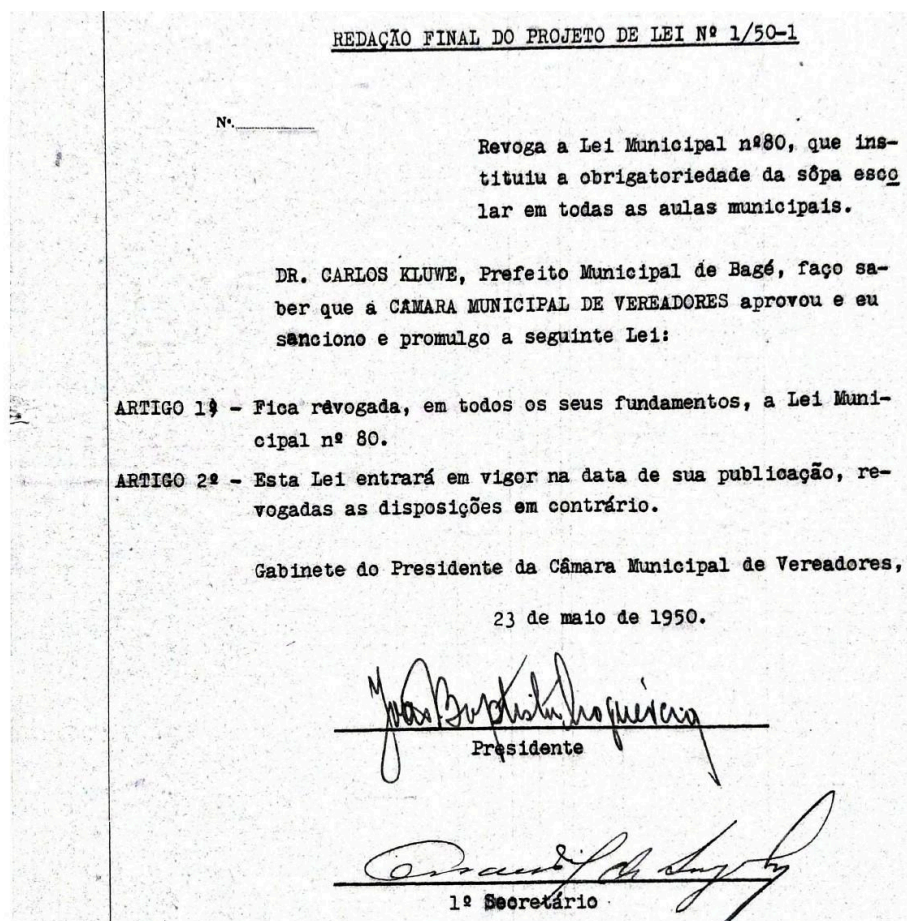 REDAÇÃO FINAL DO PROJETO DE LEI Nº 1/50-1
Nº.
Revoga a Lei Municipal nº80, que ins-
tituiu a obrigatoriedade da sôpa esco
lar em todas as aulas municipais.
DR. CARLOS KLUWE, Prefeito Municipal de Bagé, faço sa-
ber que a CÂMARA MUNICIPAL DE VEREADORES aprovou e eu
sanciono e promulgo a seguinte Lei:
ARTIGO 1º - Fica revogada, em todos os seus fundamentos, a Lei Muni-
cipal nº 80.
ARTIGO 2º - Esta Lei entrará em vigor na data de sua publicação, re-
vogadas as disposições em contrário.
Gabinete do Presidente da Câmara Municipal de Vereadores,
23 de maio de 1950.
João Baptista Nogueira
Presidente
1º Secretário